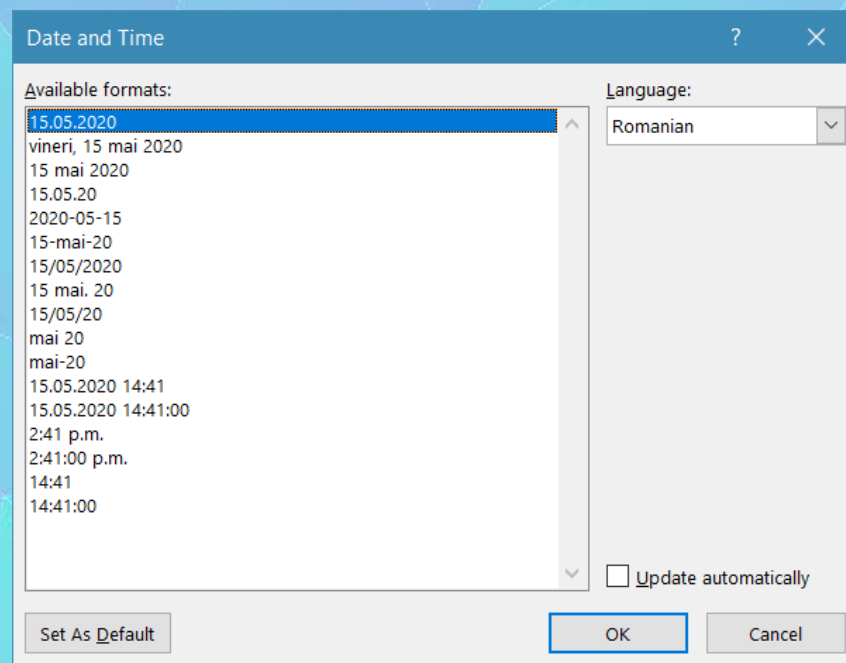 Date and Time ?
Available formats:
Language:
15.05.2020
Romanian
vineri, 15 mai 2020
15 mai 2020
15.05.20
2020-05-15
15-mai-20
15/05/2020
15 mai. 20
15/05/20
mai 20
mai-20
15.05.2020 14:41
15.05.2020 14:41:00
2:41 p.m.
2:41:00 p.m.
14:41
14:41:00
Update automatically
Set As Default
OK
Cancel